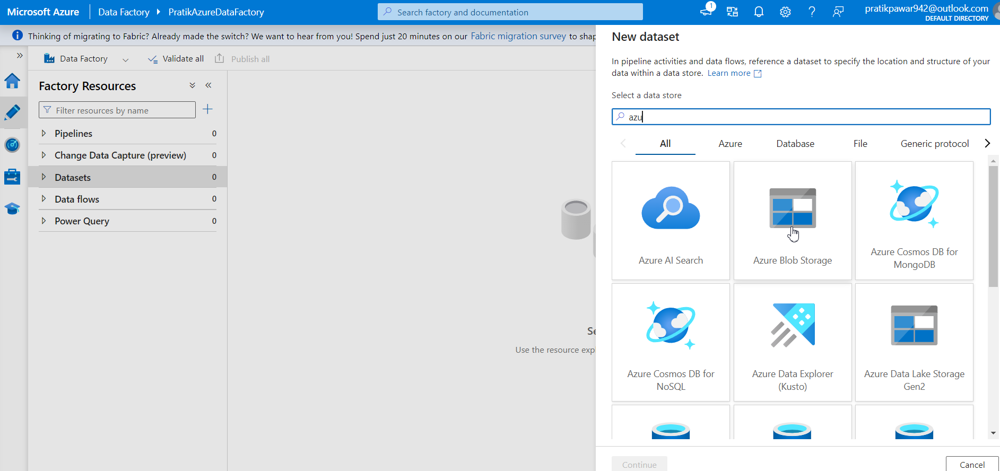 Microsoft Azure
Data Factory
PratikAzureDataFactory
Search factory and documentation
1
pratikpawar942@outlook.com
DEFAULT DIRECTORY
Thinking of migrating to Fabric? Already made the switch? We want to hear from you! Spend just 20 minutes on our Fabric migration survey to shap
Data Factory
Validate all
Publish all
Factory Resources
Filter resources by name
Pipelines 0
Change Data Capture (preview) 0
Datasets 0
Data flows 0
Power Query 0
Se
Use the resource exp
New dataset
In pipeline activities and data flows, reference a dataset to specify the location and structure of your
data within a data store. Learn more
Select a data store
azu
All Azure Database File Generic protocol
Azure AI Search
Azure Blob Storage
Azure Cosmos DB for
MongoDB
Azure Cosmos DB for
NoSQL
Azure Data Explorer
(Kusto)
Azure Data Lake Storage
Gen2
Continue
Cancel